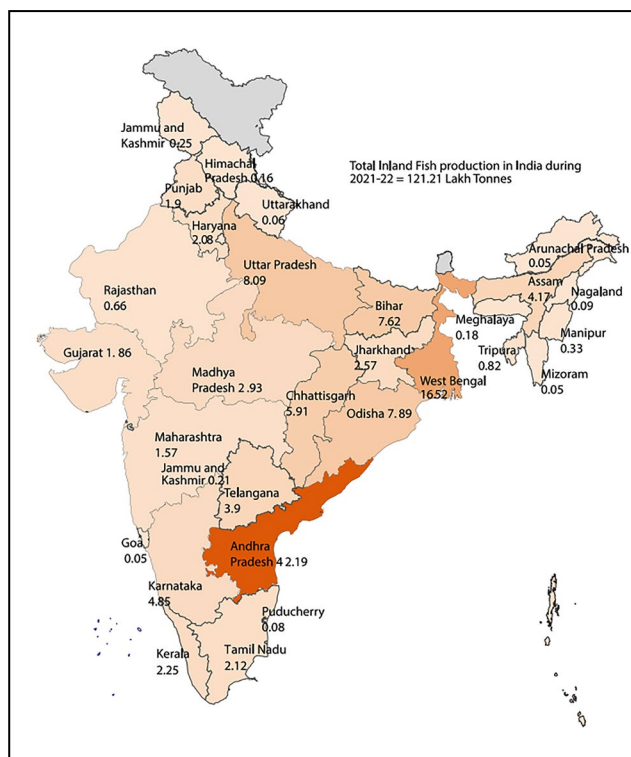 Jammu and
Kashmir 0.25
Himachal
Pradesh 0.16
Total Inland Fish production in India during
2021-22 = 121.21 Lakh Tonnes
Punjab
1.9
Uttarakhand
0.06
Haryana
2.08
Arunachal Pradesh
0.05
Uttar Pradesh
8.09
Assam
4.17
Nagaland
0.09
Rajasthan
0.66
Bihar
7.62
Meghalaya
0.18
Manipur
0.33
Gujarat 1. 86
Jharkhand
2.57
Tripura
0.82
Mizoram
0.05
Madhya
Pradesh 2.93
West Bengal
16.52
Chhattisgarh
5.91
Odisha 7.89
Maharashtra
1.57
Jammu and
Kashmir 0.21
Telangana
3.9
Goa
0.05
Andhra
Pradesh 4 2.19
Karnataka
4.85
Puducherry
0.08
Kerala
2.25
Tamil Nadu
2.12